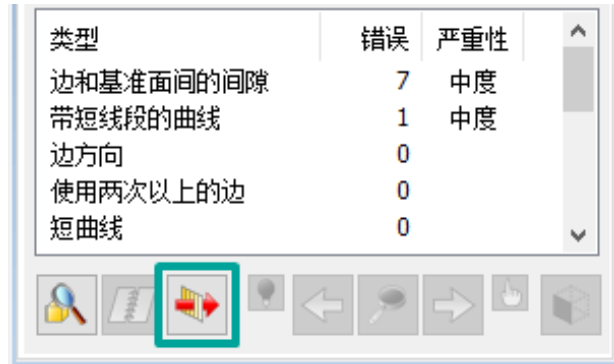 类型 错误 严重性
边和基准面间的间隙 7 中度
带短线段的曲线 1 中度
边方向 0
使用两次以上的边 0
短曲线 0